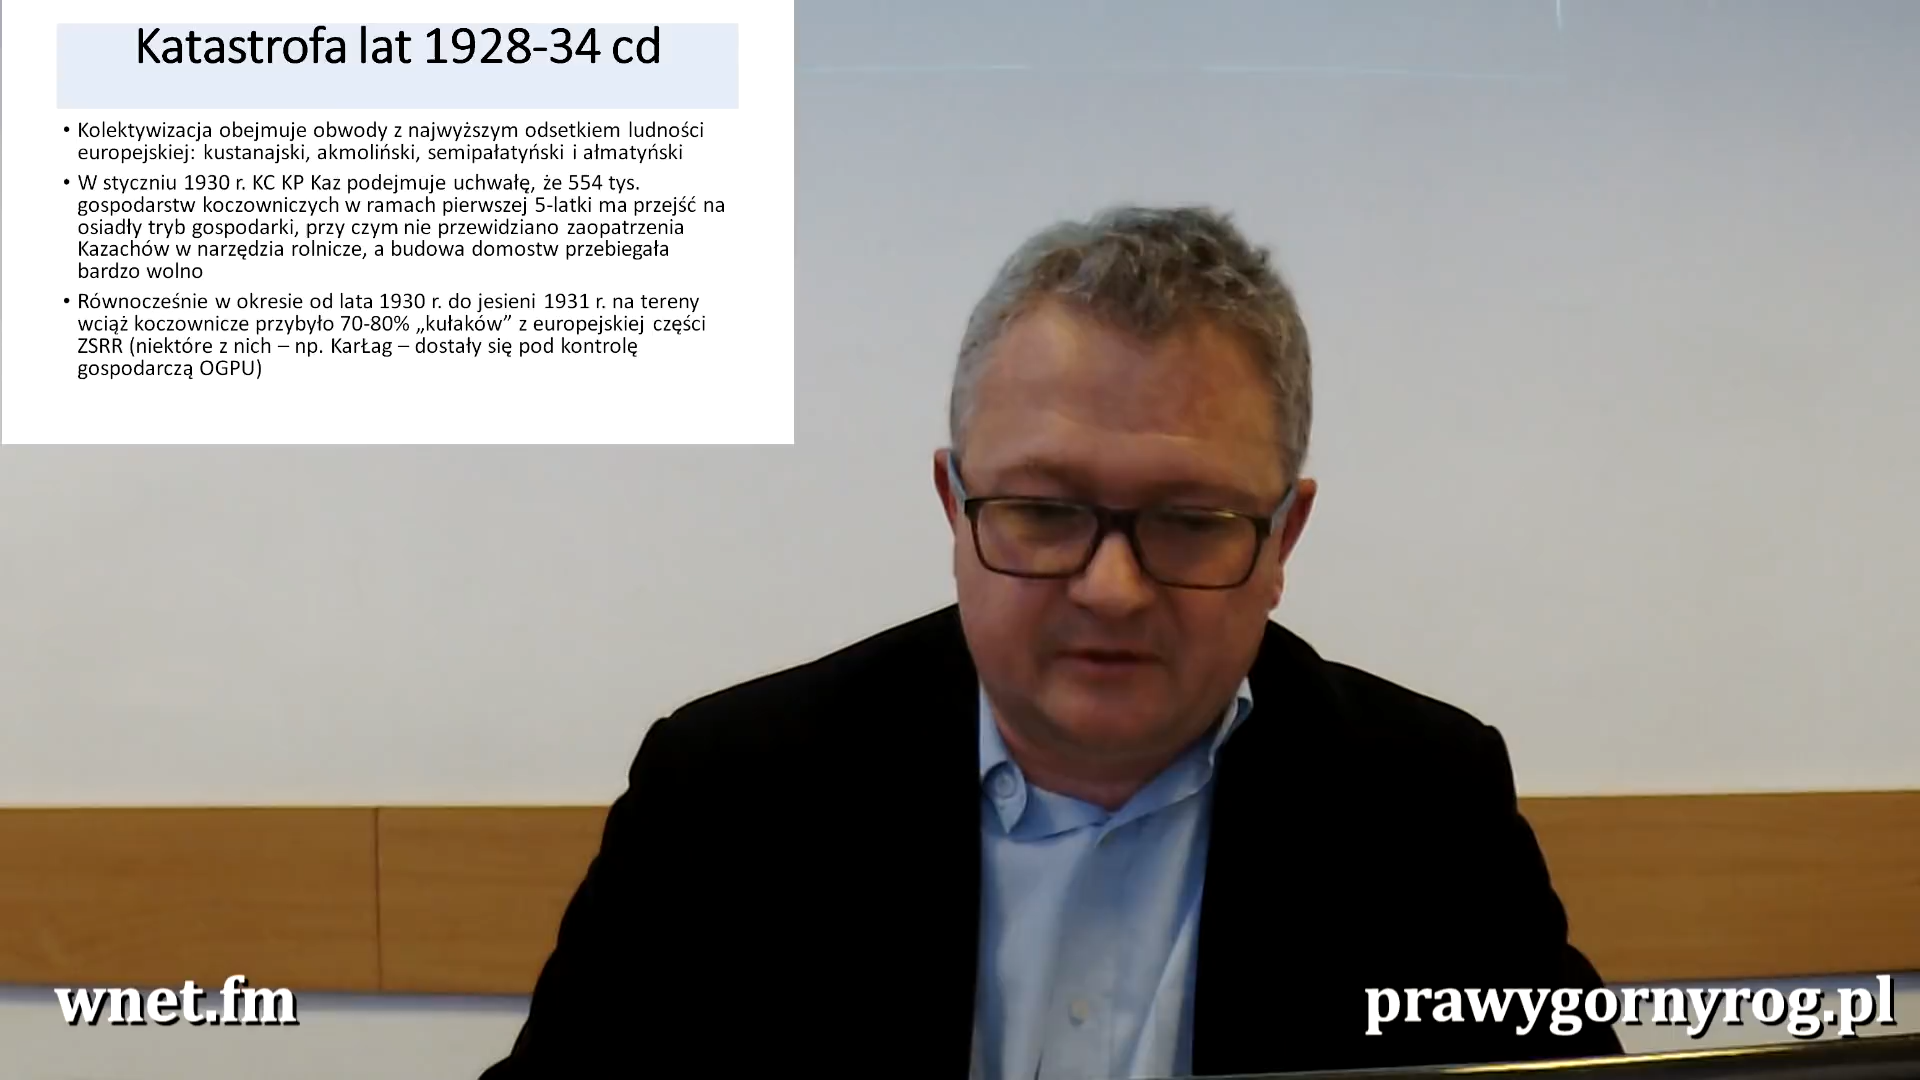 Katastrofa lat 1928-34 cd
• Kolektywizacja obejmuje obwody z najwyższym odsetkiem ludności
europejskiej: kustanajski, akmoliński, semipałatyński i ałmatyński
• W styczniu 1930 r. KC KP Kaz podejmuje uchwałę, że 554 tys.
gospodarstw koczowniczych w ramach pierwszej 5-latki ma przejść na
osiadły tryb gospodarki, przy czym nie przewidziano zaopatrzenia
Kazachów w narzędzia rolnicze, a budowa domostw przebiegała
bardzo wolno
• Równocześnie w okresie od lata 1930 r. do jesieni 1931 r. na tereny
wciąż koczownicze przybyło 70-80% „kułaków” z europejskiej części
ZSRR (niektóre z nich – np. KarŁag – dostały się pod kontrolę
gospodarczą OGPU)
wnet.fm
prawygornyrog.pl